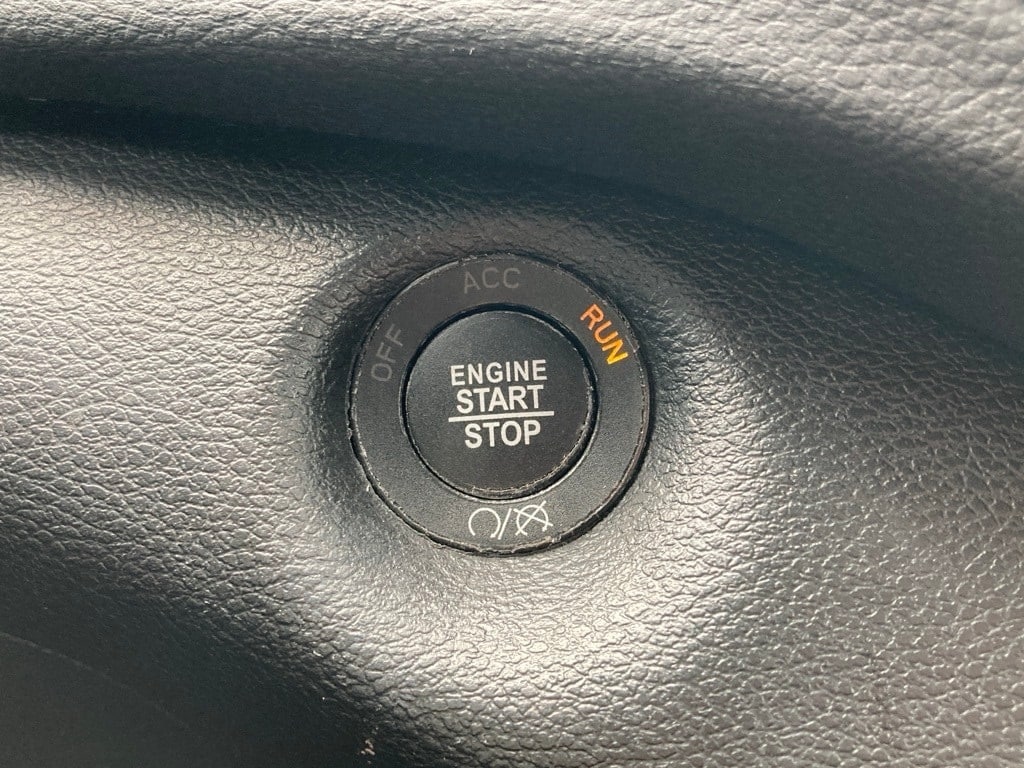 OFF
ACC
RUN
ENGINE
START
STOP